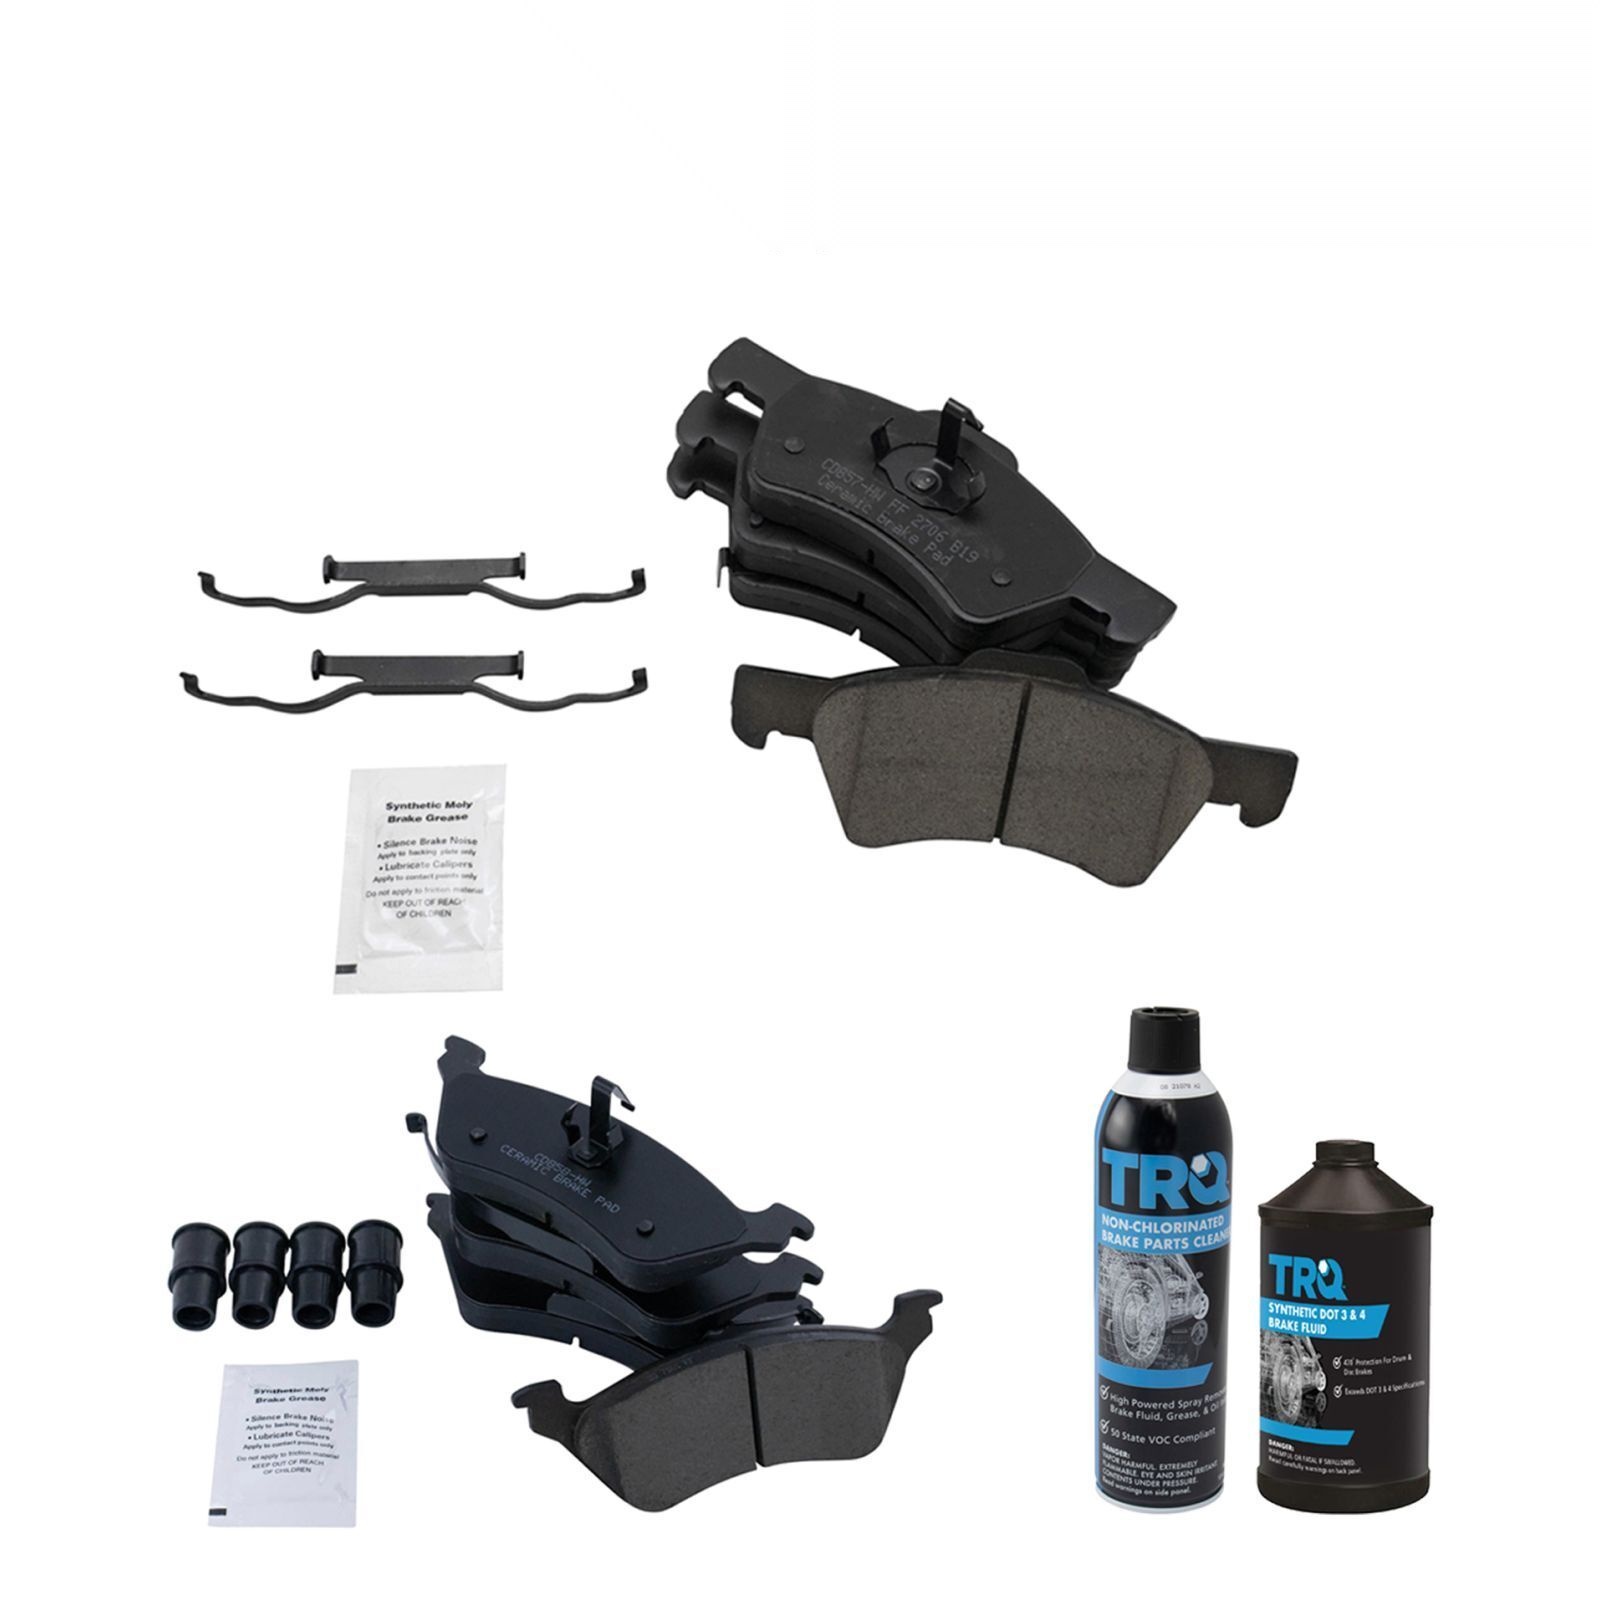 CD857-HW FF 2706 B19
Ceramic Brake Pad
Synthetic Moly
Brake Grease
• Silence Brake Noise
Apply to backing plate only
• Lubricate Calipers
Apply to contact points only
Do not apply to friction material
KEEP OUT OF REACH
OF CHILDREN
CD858-HW
CERAMIC BRAKE PAD
Synthetic Moly
Brake Grease
• Silence Brake Noise
Apply to backing plate only
• Lubricate Calipers
Apply to contact points only
Do not apply to friction material
KEEP OUT OF REACH
OF CHILDREN
TRQ
NON-CHLORINATED
BRAKE PARTS CLEANE
High Powered Spray Remov
Brake Fluid, Grease, & Oil
50 State VOC Compliant
DANGER:
VAPOR HARMFUL. EXTREMELY
FLAMMABLE. EYE AND SKIN IRRITANT
CONTENTS UNDER PRESSURE.
Read warnings on side panel.
TRQ
SYNTHETIC DOT 3 & 4
BRAKE FLUID
Protection For Drum &
Disc Brakes
Exceeds DOT 3 & 4 Specifications
DANGER:
HARMFUL OR FATAL IF SWALLOWED.
Read carefully warnings on back panel.